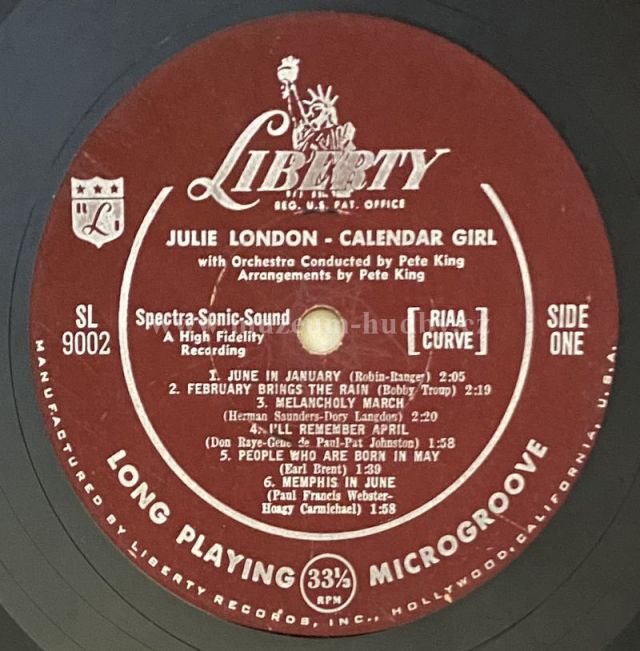 LIBERTY
REG. U.S. PAT. OFFICE
"L"
JULIE LONDON - CALENDAR GIRL
with Orchestra Conducted by Pete King
Arrangements by Pete King
SL
9002
Spectra-Sonic-Sound
A High Fidelity
Recording
[RIAA
CURVE]
SIDE
ONE
1. JUNE IN JANUARY (Robin-Ranger) 2:05
2. FEBRUARY BRINGS THE RAIN (Bobby Troup) 2:19
3. MELANCHOLY MARCH
(Herman Saunders-Dory Langdon) 2:20
4. I'LL REMEMBER APRIL
(Don Raye-Gene de Paul-Pat Johnston) 1:58
5. PEOPLE WHO ARE BORN IN MAY
(Earl Brent) 1:39
6. MEMPHIS IN JUNE
(Paul Francis Webster-
Hoagy Carmichael) 1:58
LONG PLAYING 33⅓ RPM MICROGROOVE
MANUFACTURED BY LIBERTY RECORDS, INC., HOLLYWOOD, CALIFORNIA, U.S.A.